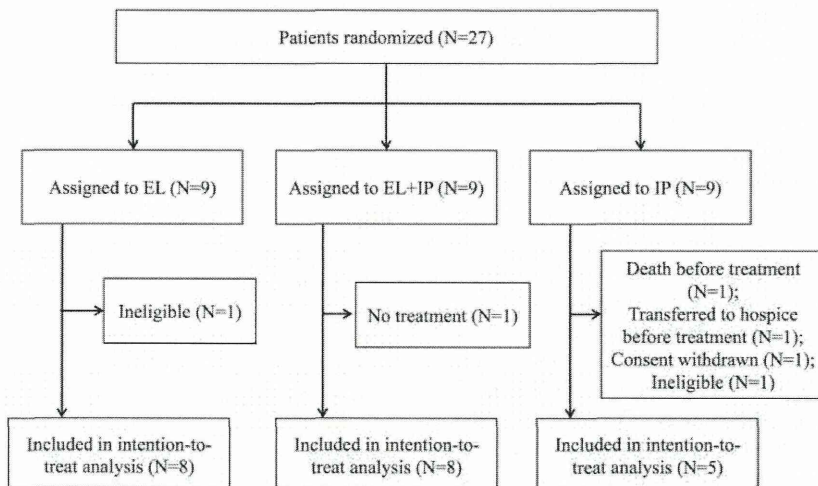 Patients randomized (N=27)
Assigned to EL (N=9)
Assigned to EL+IP (N=9)
Assigned to IP (N=9)
Ineligible (N=1)
No treatment (N=1)
Death before treatment
(N=1);
Transferred to hospice
before treatment (N=1);
Consent withdrawn (N=1);
Ineligible (N=1)
Included in intention-to-
treat analysis (N=8)
Included in intention-to-
treat analysis (N=8)
Included in intention-to-
treat analysis (N=5)